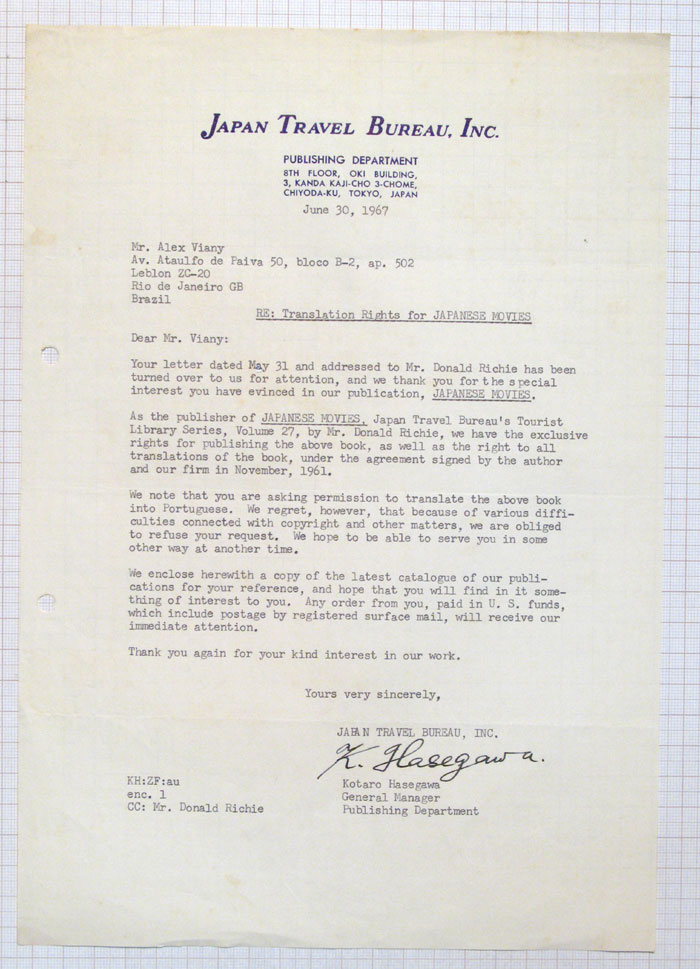 JAPAN TRAVEL BUREAU, INC.
PUBLISHING DEPARTMENT
8TH FLOOR, OKI BUILDING,
3, KANDA KAJI-CHO 3-CHOME,
CHIYODA-KU, TOKYO, JAPAN
June 30, 1967
Mr. Alex Viany
Av. Ataulfo de Paiva 50, bloco B-2, ap. 502
Leblon ZC-20
Rio de Janeiro GB
Brazil
RE: Translation Rights for JAPANESE MOVIES
Dear Mr. Viany:
Your letter dated May 31 and addressed to Mr. Donald Richie has been
turned over to us for attention, and we thank you for the special
interest you have evinced in our publication, JAPANESE MOVIES.
As the publisher of JAPANESE MOVIES, Japan Travel Bureau's Tourist
Library Series, Volume 27, by Mr. Donald Richie, we have the exclusive
rights for publishing the above book, as well as the right to all
translations of the book, under the agreement signed by the author
and our firm in November, 1961.
We note that you are asking permission to translate the above book
into Portuguese. We regret, however, that because of various diffi-
culties connected with copyright and other matters, we are obliged
to refuse your request. We hope to be able to serve you in some
other way at another time.
We enclose herewith a copy of the latest catalogue of our publi-
cations for your reference, and hope that you will find in it some-
thing of interest to you. Any order from you, paid in U. S. funds,
which include postage by registered surface mail, will receive our
immediate attention.
Thank you again for your kind interest in our work.
Yours very sincerely,
JAPAN TRAVEL BUREAU, INC.
K. Hasegawa.
KH:ZF:au
enc. 1
CC: Mr. Donald Richie
Kotaro Hasegawa
General Manager
Publishing Department